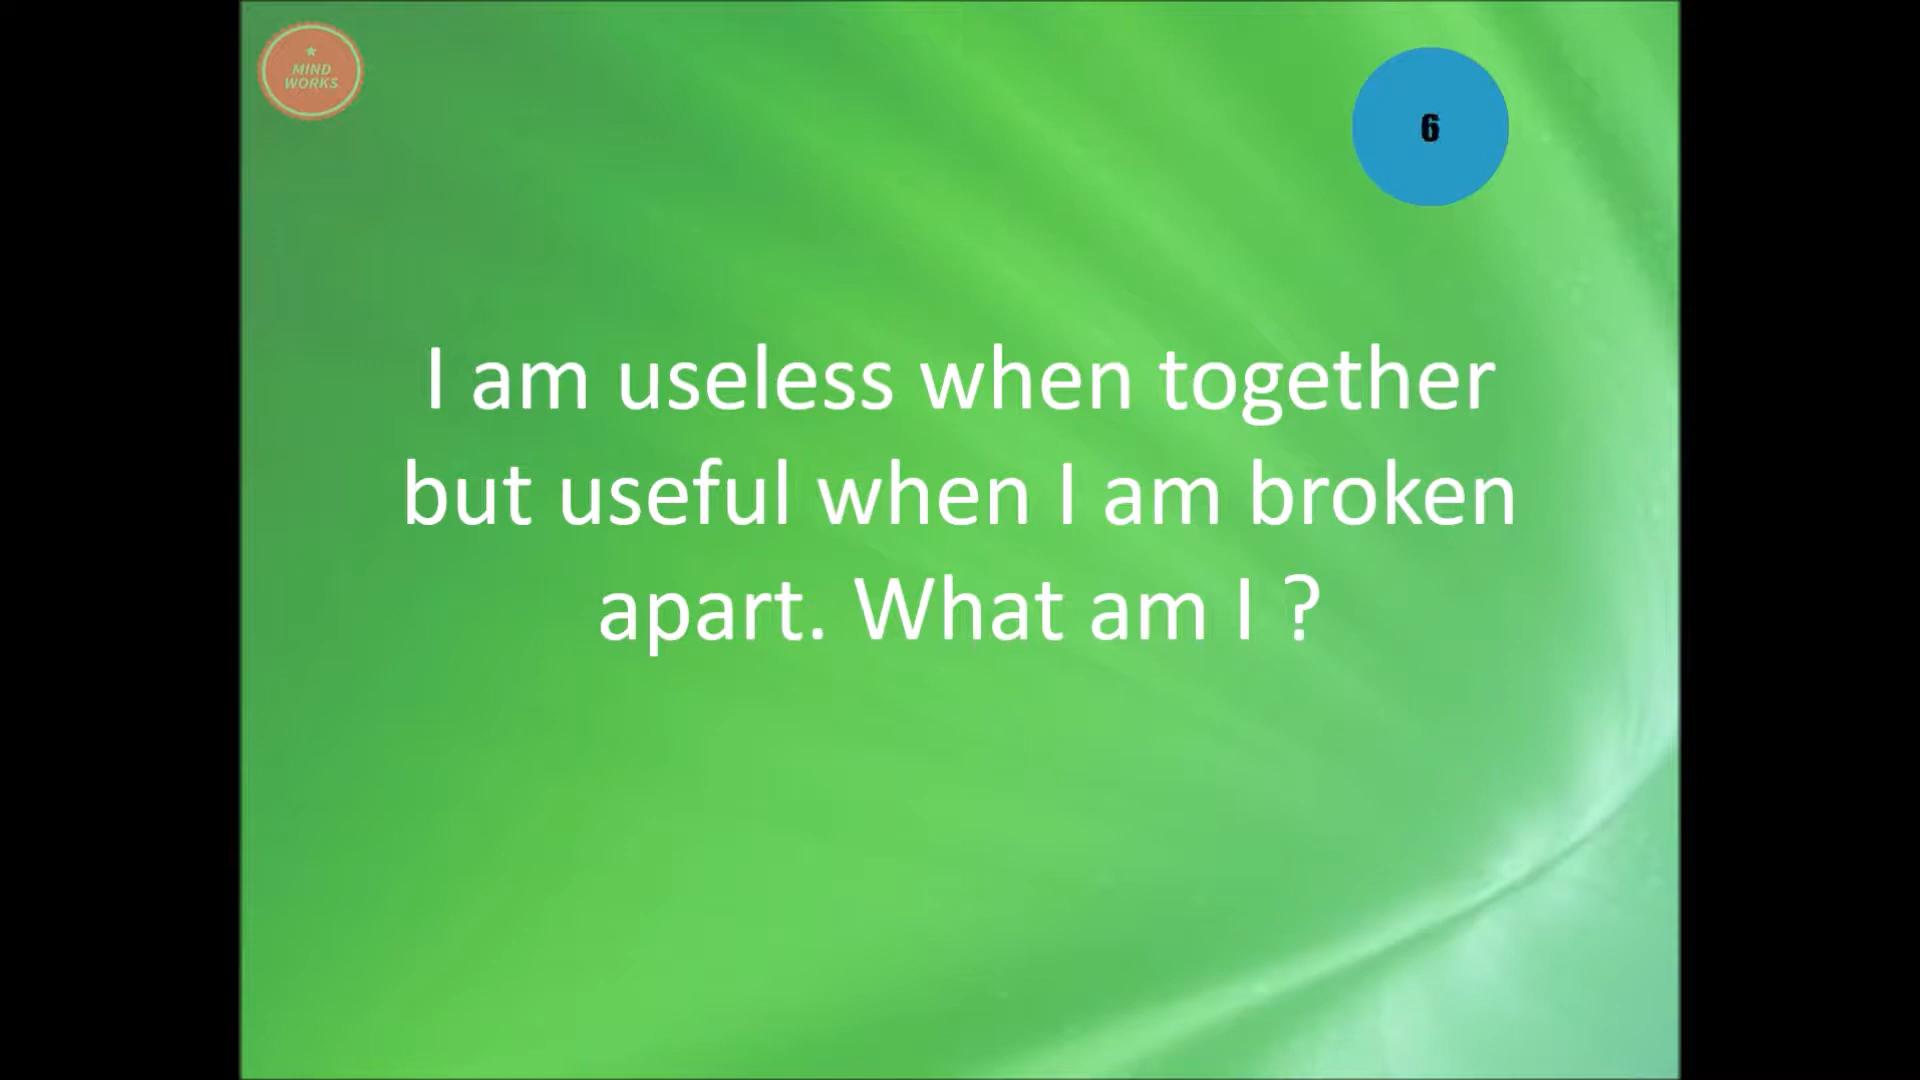 MIND
WORKS
6
I am useless when together
but useful when I am broken
apart. What am I ?